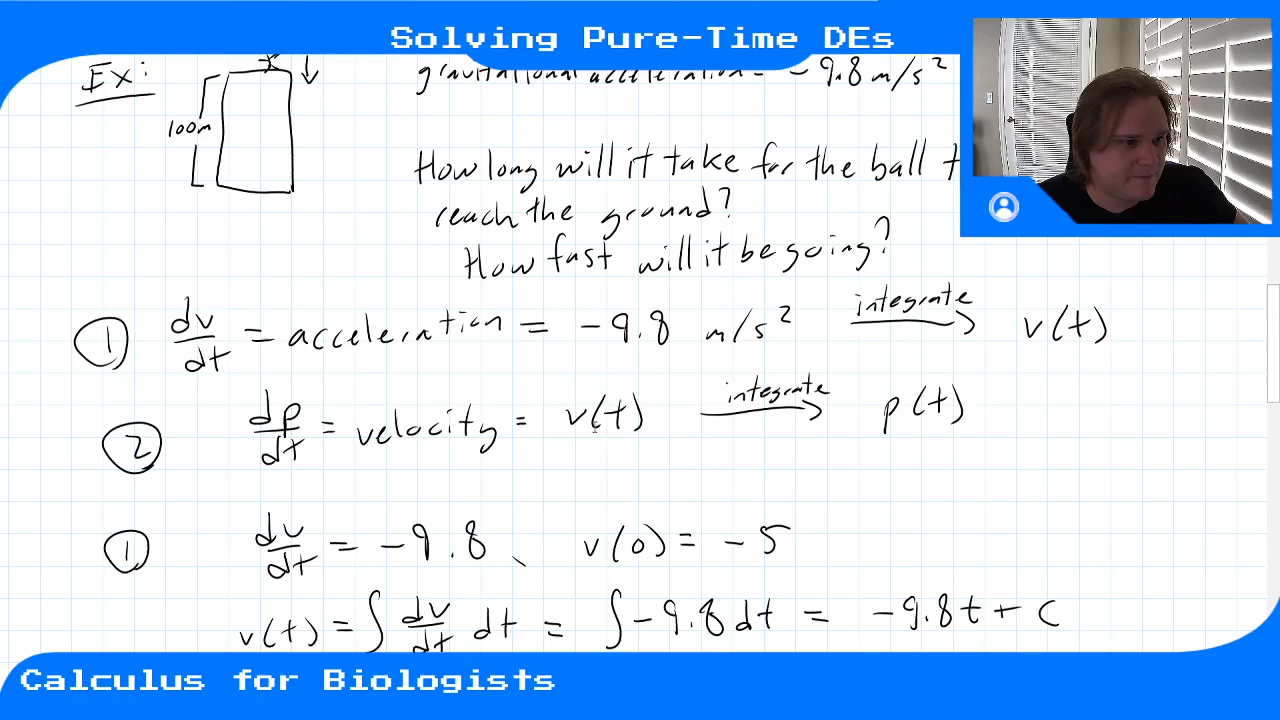 Solving Pure-Time DEs
Ex:
gravitational acceleration = -9.8 m/s²
100m
How long will it take for the ball t
reach the ground?
How fast will it be going?
① dv/dt = acceleration = -9.8 m/s² integrate → v(t)
② dp/dt = velocity = v(t) integrate → p(t)
① dv/dt = -9.8, v(0) = -5
v(t) = ∫ dv/dt dt = ∫ -9.8 dt = -9.8t + C
Calculus for Biologists